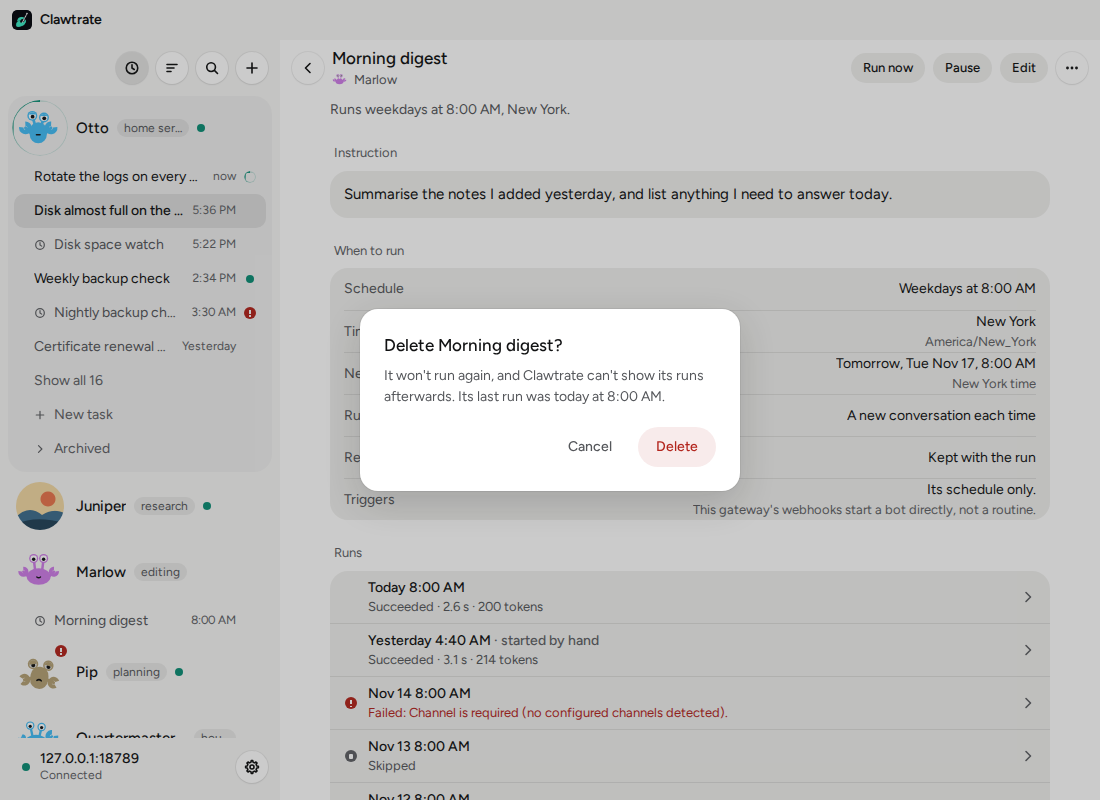 Clawtrate
Otto
home ser...
Rotate the logs on every ...
now
Disk almost full on the ...
5:36 PM
Disk space watch
5:22 PM
Weekly backup check
2:34 PM
Nightly backup ch...
3:30 AM
Certificate renewal ...
Yesterday
Show all 16
New task
Archived
Juniper
research
Marlow
editing
Morning digest
8:00 AM
Pip
planning
Quartermaster
127.0.0.1:18789
Connected
Morning digest
Marlow
Run now
Pause
Edit
Runs weekdays at 8:00 AM, New York.
Instruction
Summarise the notes I added yesterday, and list anything I need to answer today.
When to run
Schedule
Weekdays at 8:00 AM
New York
America/New_York
Tomorrow, Tue Nov 17, 8:00 AM
New York time
A new conversation each time
Kept with the run
Triggers
Its schedule only.
This gateway's webhooks start a bot directly, not a routine.
Delete Morning digest?
It won't run again, and Clawtrate can't show its runs
afterwards. Its last run was today at 8:00 AM.
Cancel
Delete
Runs
Today 8:00 AM
Succeeded · 2.6 s · 200 tokens
Yesterday 4:40 AM · started by hand
Succeeded · 3.1 s · 214 tokens
Nov 14 8:00 AM
Failed: Channel is required (no configured channels detected).
Nov 13 8:00 AM
Skipped
Nov 12 8:00 AM